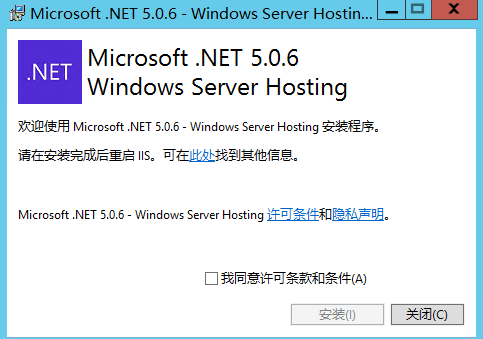 Microsoft .NET 5.0.6 - Windows Server Hostin...
.NET
Microsoft .NET 5.0.6
Windows Server Hosting
欢迎使用 Microsoft .NET 5.0.6 - Windows Server Hosting 安装程序。
请在安装完成后重启 IIS。可在此处找到其他信息。
Microsoft .NET 5.0.6 - Windows Server Hosting 许可条件和隐私声明。
我同意许可条款和条件(A)
安装(I)
关闭(C)